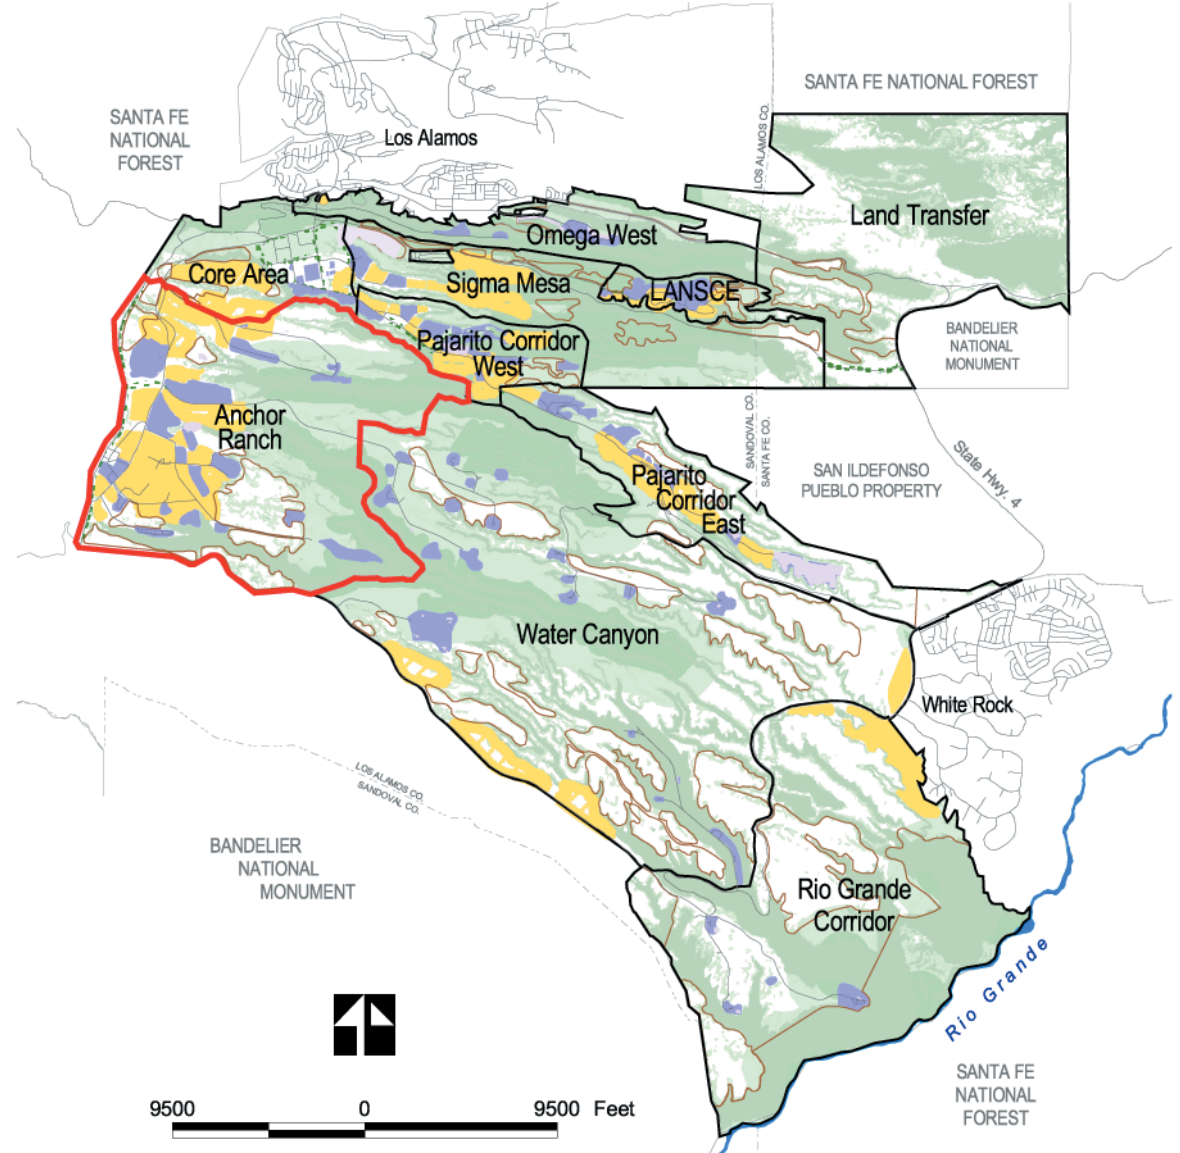 SANTA FE NATIONAL FOREST
SANTA FE
NATIONAL
FOREST
Los Alamos
LOS ALAMOS CO.
Land Transfer
Omega West
Core Area
Sigma Mesa
LANSCE
Pajarito Corridor
West
BANDELIER
NATIONAL
MONUMENT
Anchor
Ranch
SANDOVAL CO.
SANTA FE CO.
State Hwy. 4
SAN ILDEFONSO
PUEBLO PROPERTY
Pajarito
Corridor
East
Water Canyon
White Rock
LOS ALAMOS CO.
SANDOVAL CO.
BANDELIER
NATIONAL
MONUMENT
Rio Grande
Corridor
Rio Grande
SANTA FE
NATIONAL
FOREST
9500 0 9500 Feet